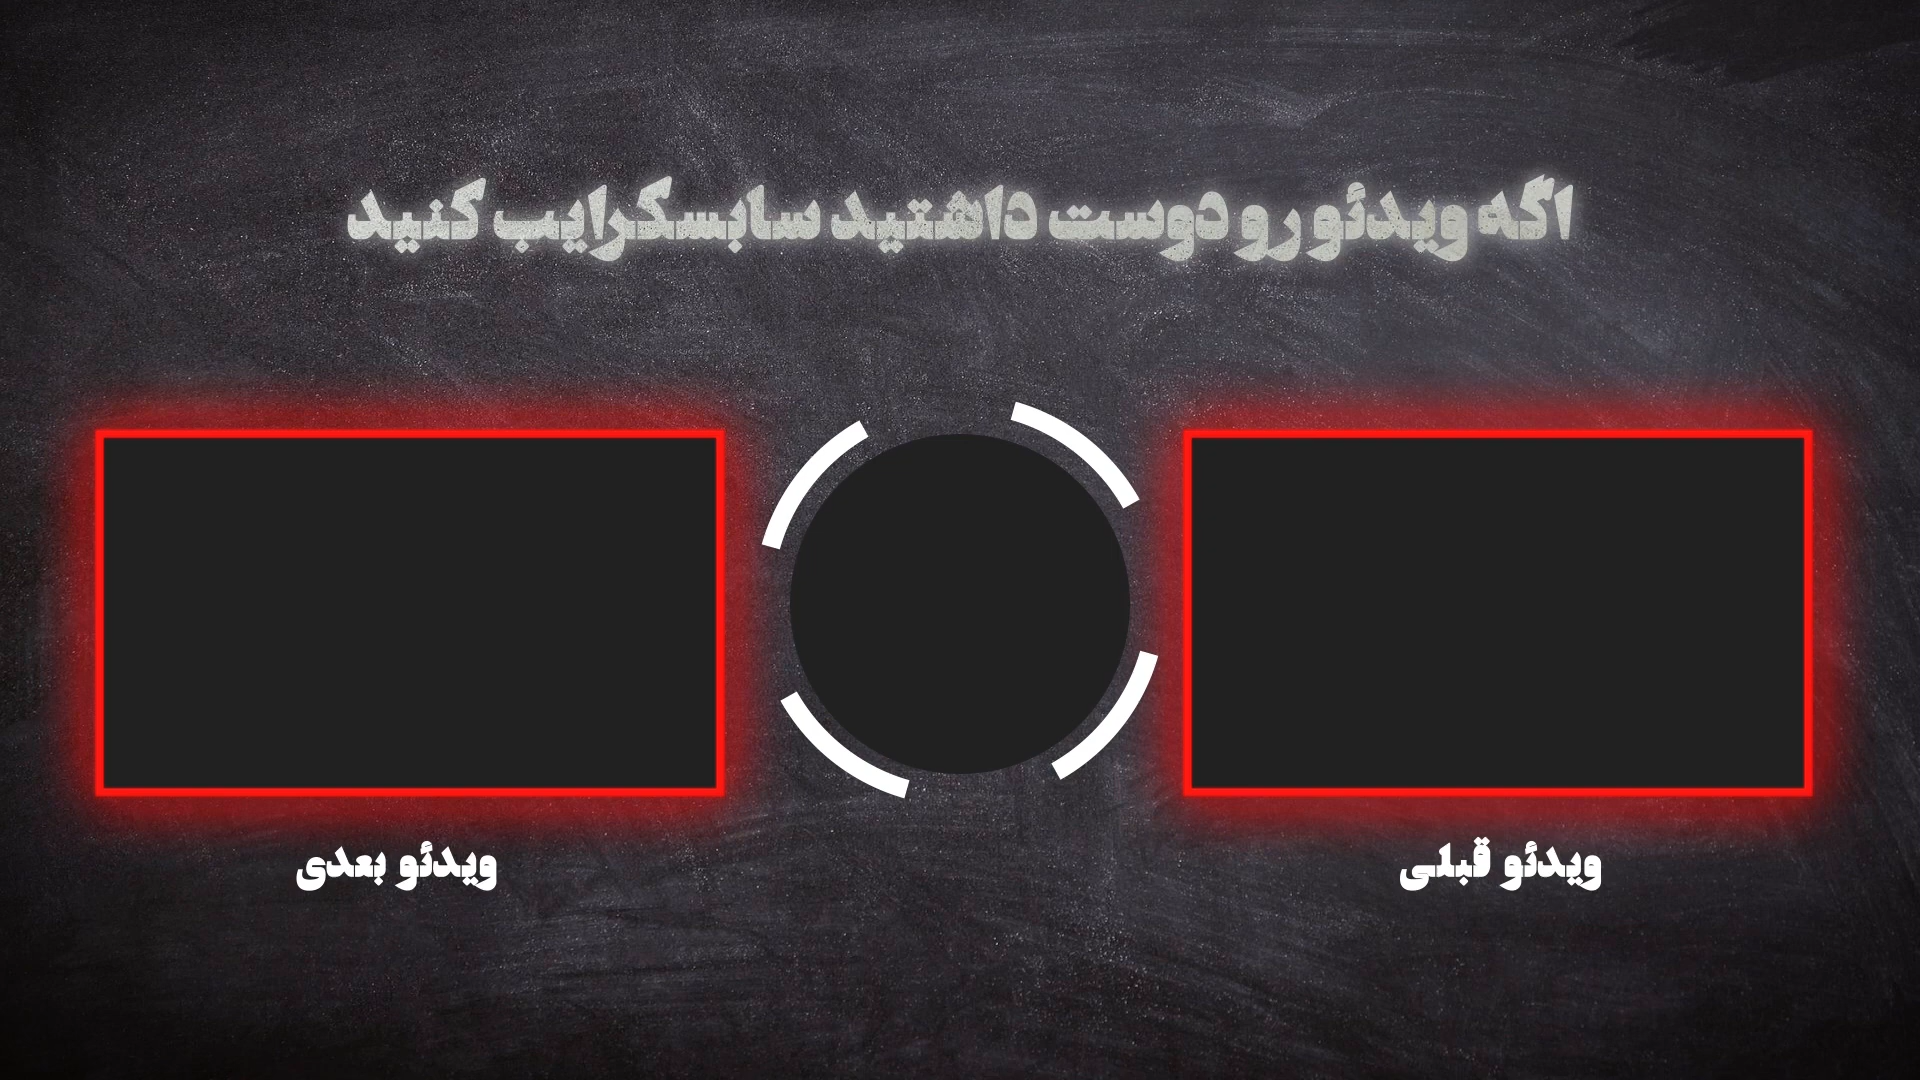 اگه ویدئو رو دوست داشتید سابسکرایب کنید
ویدئو قبلی
ویدئو بعدی